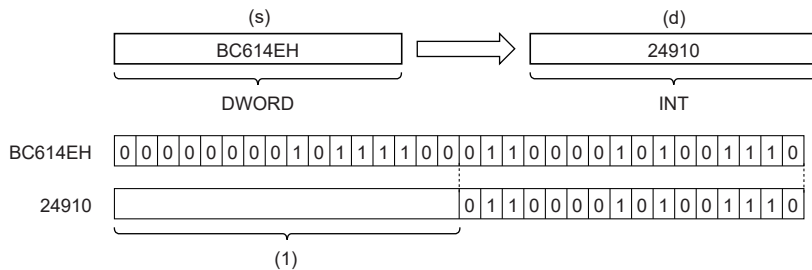 (s) (d)
BC614EH 24910
DWORD INT
BC614EH 0 0 0 0 0 0 0 0 1 0 1 1 1 1 0 0 0 1 1 0 0 0 0 1 0 1 0 0 1 1 1 0
24910 0 1 1 0 0 0 0 1 0 1 0 0 1 1 1 0
(1)